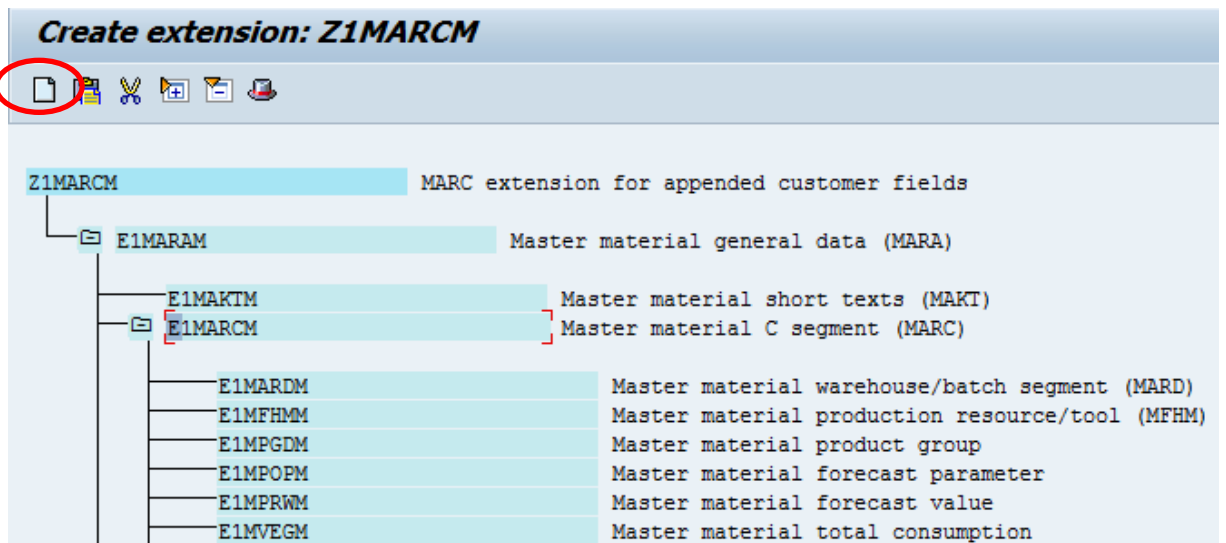 Create extension: Z1MARCM
Z1MARCM MARC extension for appended customer fields
E1MARAM Master material general data (MARA)
E1MAKTM Master material short texts (MAKT)
E1MARCM Master material C segment (MARC)
E1MARDM Master material warehouse/batch segment (MARD)
E1MFHMM Master material production resource/tool (MFHM)
E1MPGDM Master material product group
E1MPOPM Master material forecast parameter
E1MPRWM Master material forecast value
E1MVEGM Master material total consumption